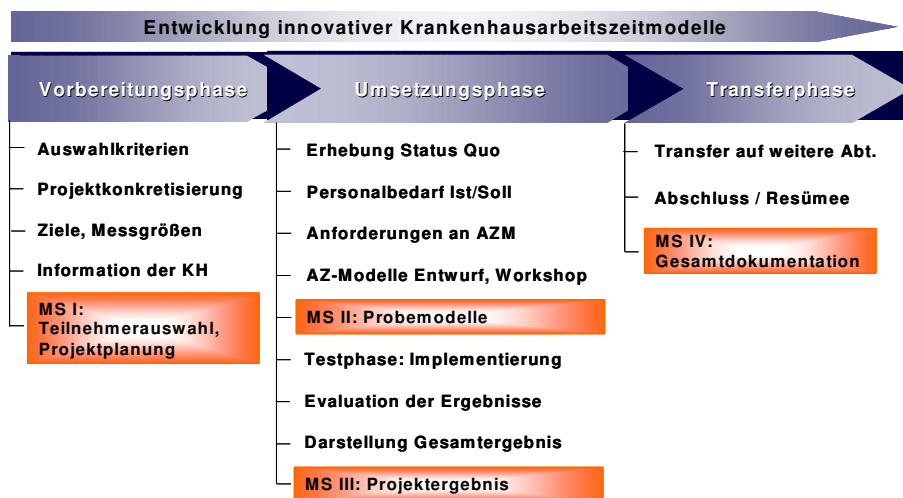 Entwicklung innovativer Krankenhausarbeitszeitmodelle
Vorbereitungsphase
Auswahlkriterien
Projektkonkretisierung
Ziele, Messgrößen
Information der KH
MS I:
Teilnehmerauswahl,
Projektplanung
Umsetzungsphase
Erhebung Status Quo
Personalbedarf Ist/Soll
Anforderungen an AZM
AZ-Modelle Entwurf, Workshop
MS II: Probemodelle
Testphase: Implementierung
Evaluation der Ergebnisse
Darstellung Gesamtergebnis
MS III: Projektergebnis
Transferphase
Transfer auf weitere Abt.
Abschluss / Resümee
MS IV:
Gesamtdokumentation